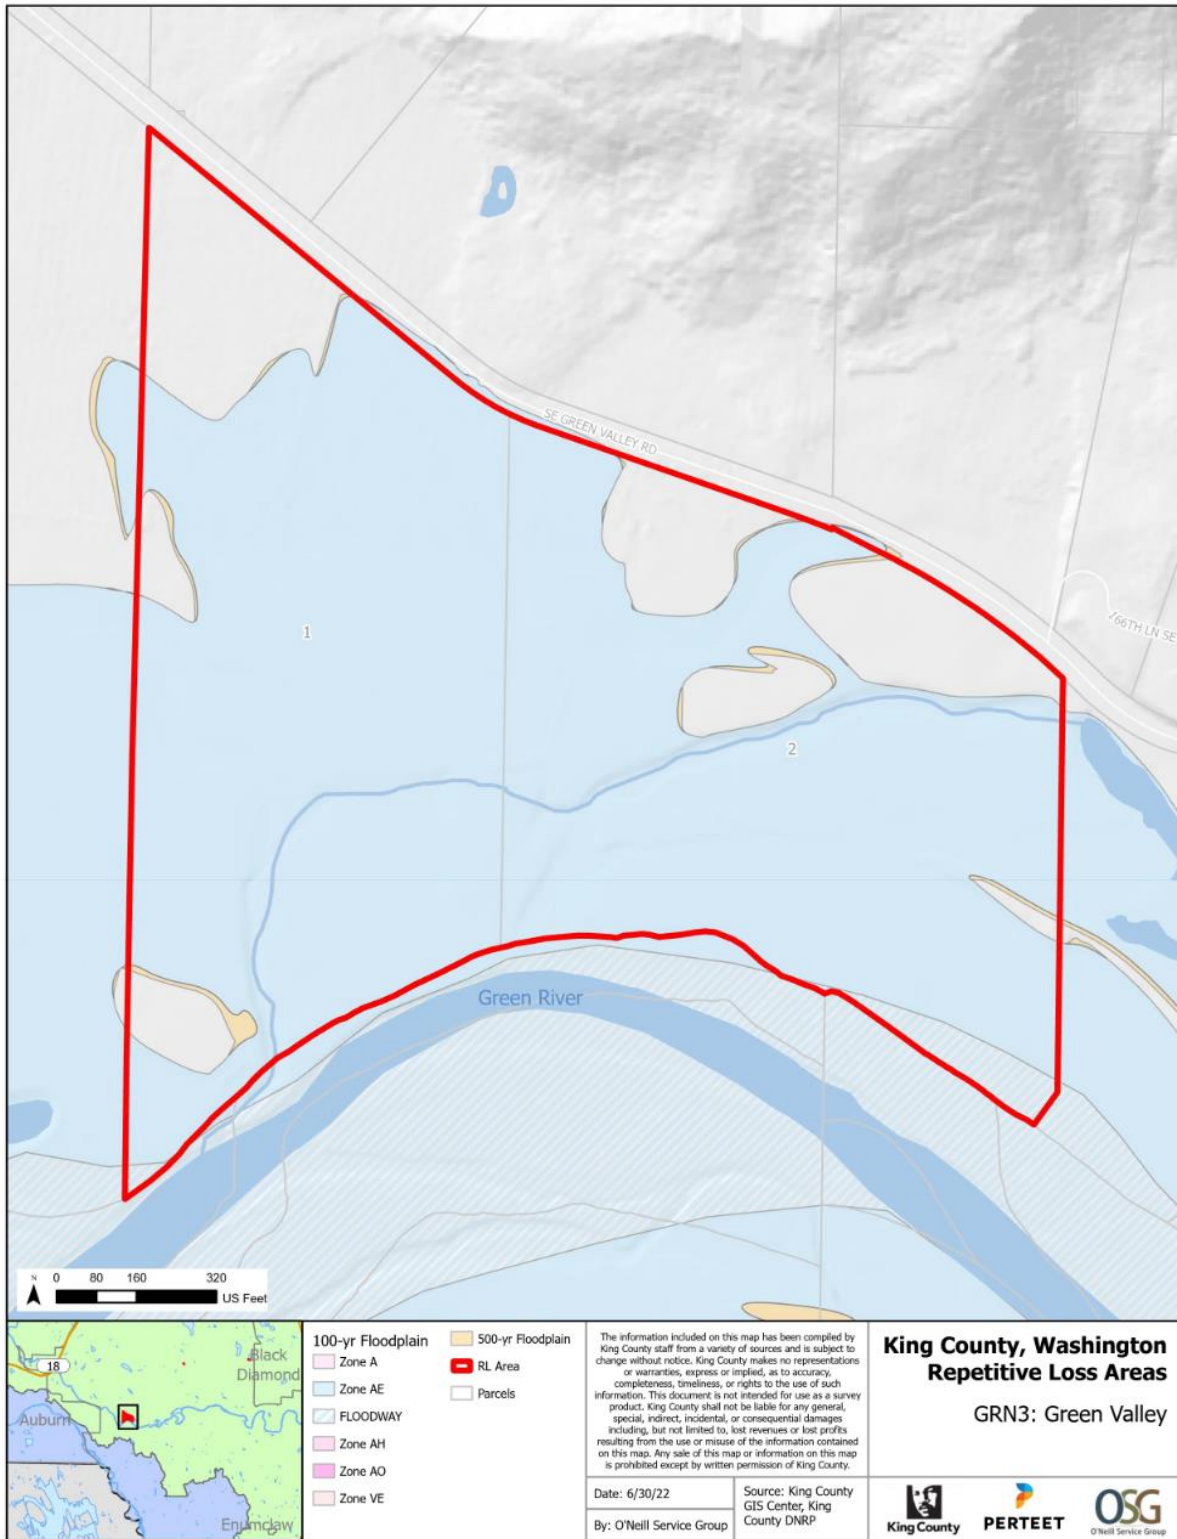 SE GREEN VALLEY RD
166TH LN SE
1
2
Green River
N
0 80 160 320
US Feet
18
Black
Diamond
Auburn
Enumclaw
100-yr Floodplain
Zone A
Zone AE
FLOODWAY
Zone AH
Zone AO
Zone VE
500-yr Floodplain
RL Area
Parcels
The information included on this map has been compiled by
King County staff from a variety of sources and is subject to
change without notice. King County makes no representations
or warranties, express or implied, as to accuracy,
completeness, timeliness, or rights to the use of such
information. This document is not intended for use as a survey
product. King County shall not be liable for any general,
special, indirect, incidental, or consequential damages
including, but not limited to, lost revenues or lost profits
resulting from the use or misuse of the information contained
on this map. Any sale of this map or information on this map
is prohibited except by written permission of King County.
Date: 6/30/22
By: O'Neill Service Group
Source: King County
GIS Center, King
County DNRP
King County, Washington
Repetitive Loss Areas
GRN3: Green Valley
King County
PERTEET
OSG
O'Neill Service Group